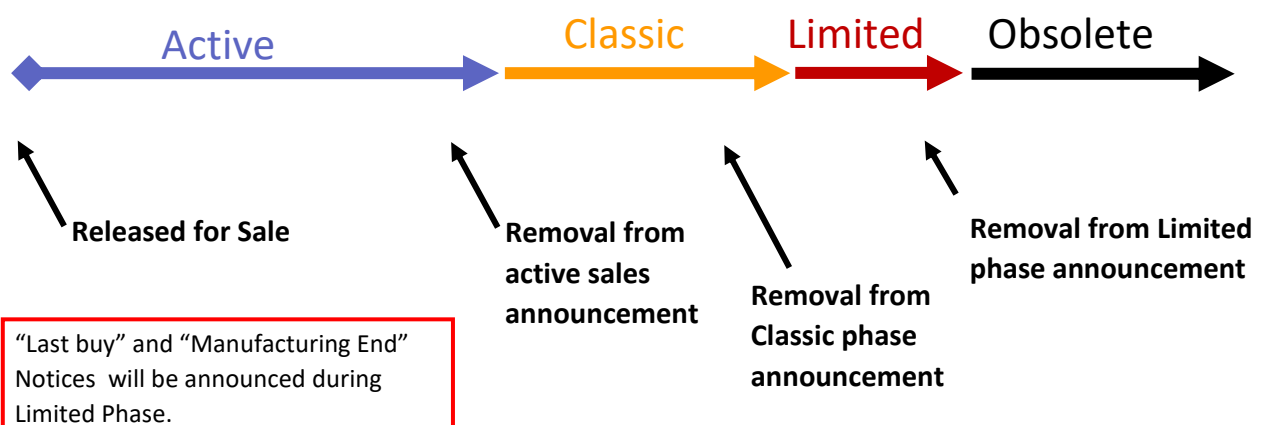 Active
Classic
Limited
Obsolete
Released for Sale
Removal from
active sales
announcement
Removal from
Classic phase
announcement
Removal from Limited
phase announcement
“Last buy” and “Manufacturing End”
Notices  will be announced during
Limited Phase.